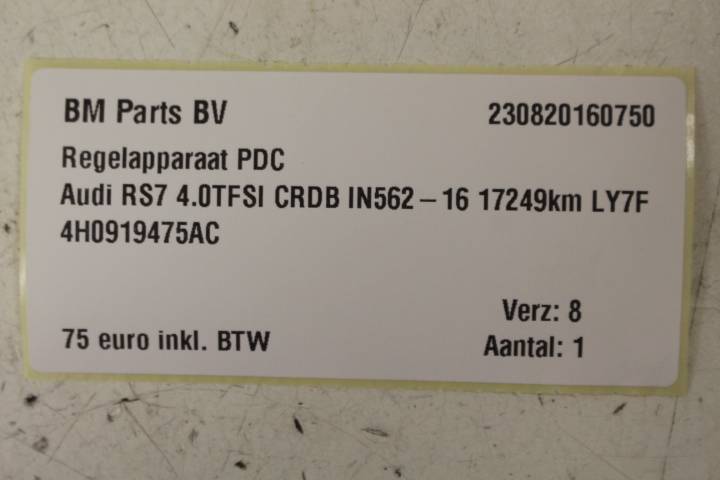 BM Parts BV 230820160750
Regelapparaat PDC
Audi RS7 4.0TFSI CRDB IN562 – 16 17249km LY7F
4H0919475AC
Verz: 8
75 euro inkl. BTW Aantal: 1